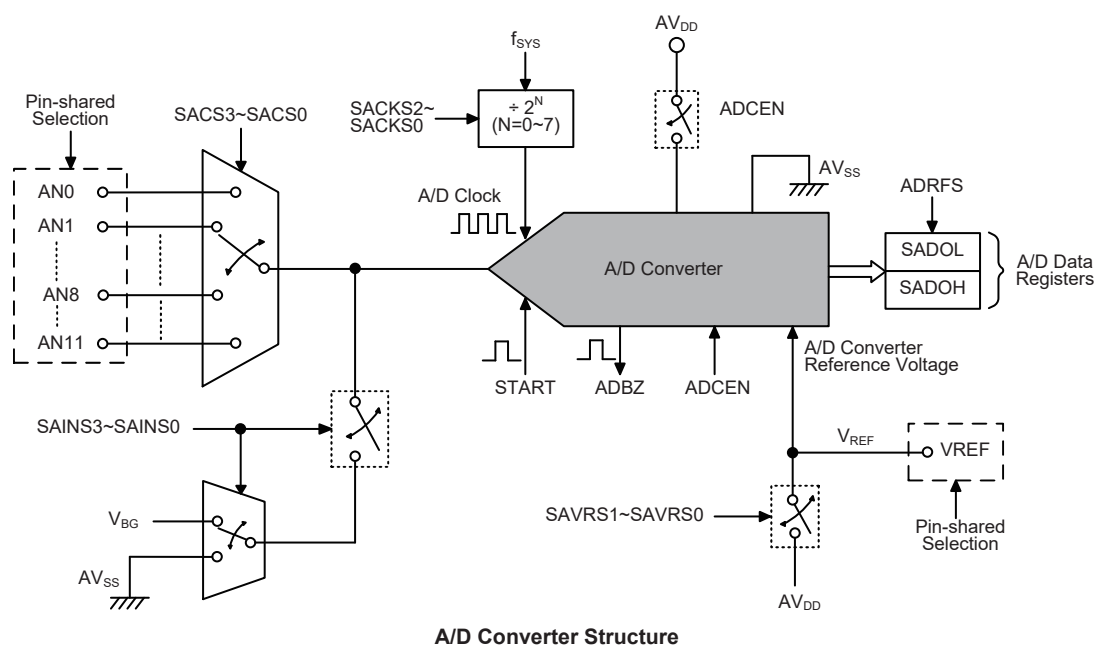 AV_DD
f_SYS
Pin-shared
Selection
SACS3~SACS0
SACKS2~
SACKS0
÷ 2^N
(N=0~7)
ADCEN
AV_SS
AN0
A/D Clock
ADRFS
AN1
A/D Converter
SADOL
A/D Data
Registers
SADOH
AN8
AN11
A/D Converter
Reference Voltage
START
ADBZ
ADCEN
SAINS3~SAINS0
V_REF
VREF
V_BG
SAVRS1~SAVRS0
Pin-shared
Selection
AV_SS
AV_DD
A/D Converter Structure